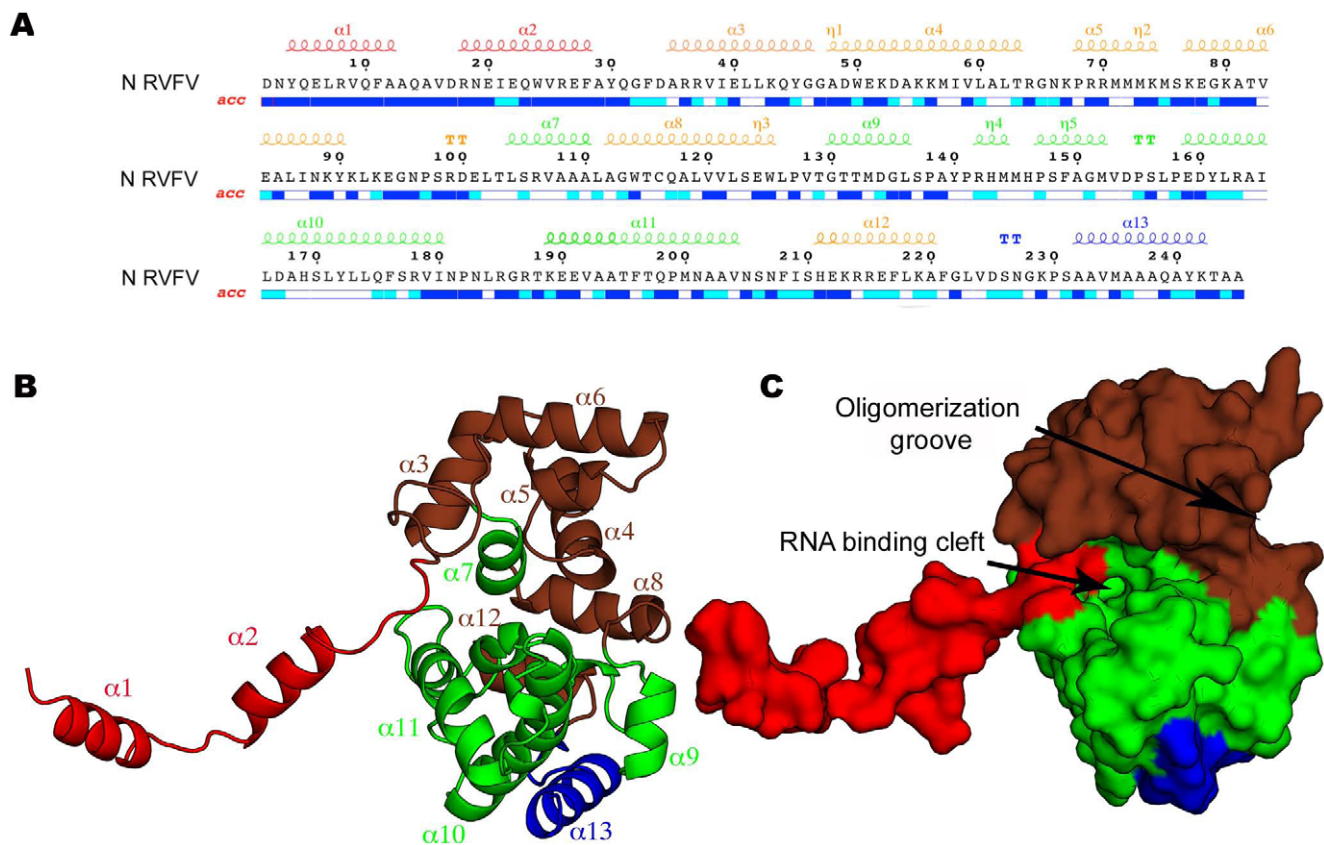 A
α1 α2 α3 η1 α4 α5 η2 α6
10 20 30 40 50 60 70 80
N RVFV DNYQELRVQFAAQAVDRNEIEQWVREFAYQGFDARRVIELLKQYGGADWEKDAKKMIVLALTRGNKPRRMMMKMSKEGKATV
acc
TT α7 α8 η3 α9 η4 η5 TT
90 100 110 120 130 140 150 160
N RVFV EALINKYKLKEGNPSRDELTLSRVAAALAGWTCQALVVLSEWLPVTGTTMDGLSPAYPRHMMHPSFAGMVDPSLPEDYLRAI
acc
α10 α11 α12 TT α13
170 180 190 200 210 220 230 240
N RVFV LDAHSLYLLQFSRVINPNLRGRTKEEVAATFTQPMNAAVNSNFISHEKRREFLKAFGLVDSNGKPSAAVMAAAQAYKTAA
acc
B
α6
α3
α5
α4
α7
α8
α12
α2
α1
α11
α9
α10
α13
C
Oligomerization
groove
RNA binding cleft